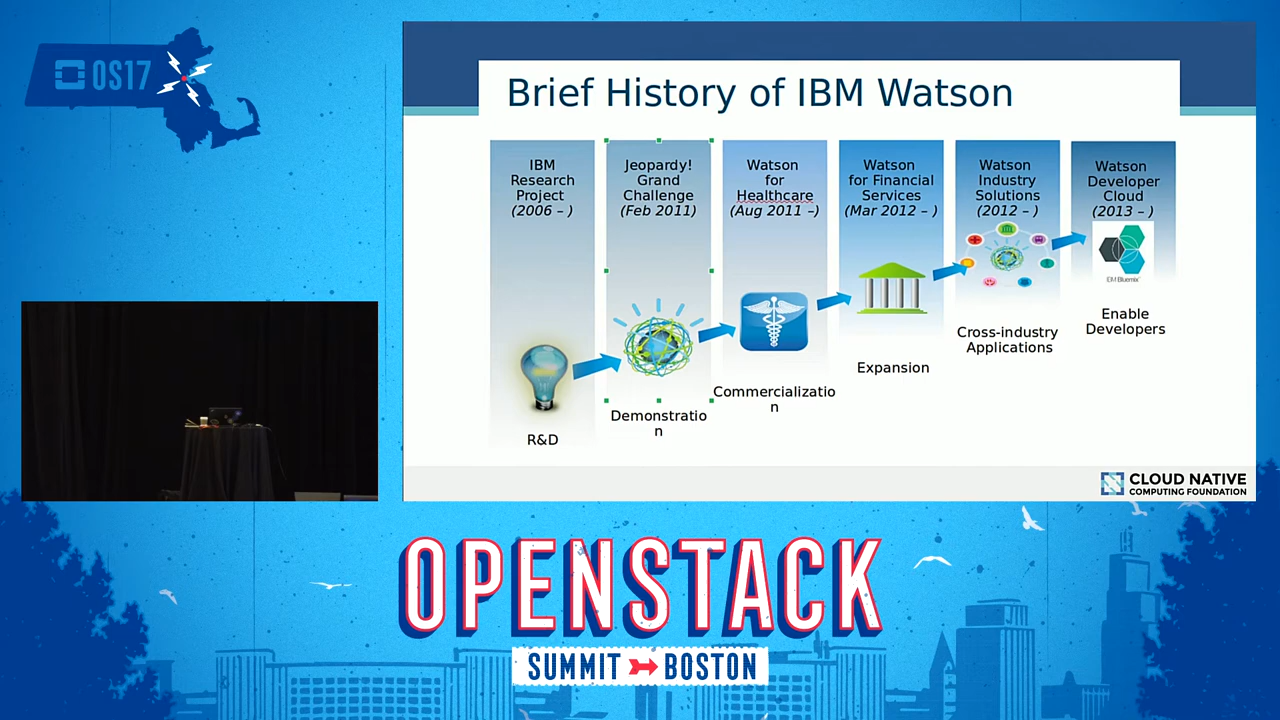 OS17
Brief History of IBM Watson
IBM
Research
Project
(2006 – )
R&D
Jeopardy!
Grand
Challenge
(Feb 2011)
Demonstratio
n
Watson
for
Healthcare
(Aug 2011 –)
Commercializatio
n
Watson
for Financial
Services
(Mar 2012 – )
Expansion
Watson
Industry
Solutions
(2012 – )
Cross-industry
Applications
Watson
Developer
Cloud
(2013 – )
IBM Bluemix™
Enable
Developers
CLOUD NATIVE
COMPUTING FOUNDATION
OPENSTACK
SUMMIT BOSTON